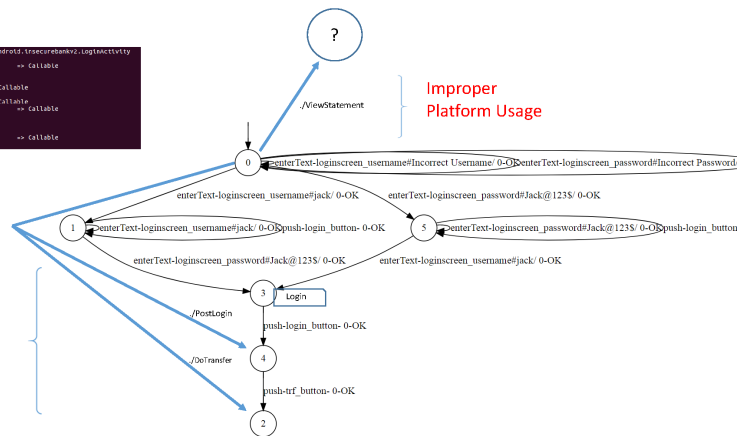 ndroid.insecurebankv2.LoginActivity
=> Callable
Callable
Callable
=> Callable
=> Callable
?
./ViewStatement
Improper
Platform Usage
0
enterText-loginscreen_username#Incorrect Username/ 0-OK
enterText-loginscreen_password#Incorrect Password/
enterText-loginscreen_username#jack/ 0-OK
enterText-loginscreen_password#Jack@123$/ 0-OK
1
enterText-loginscreen_username#jack/ 0-OK
push-login_button- 0-OK
5
enterText-loginscreen_password#Jack@123$/ 0-OK
push-login_button
enterText-loginscreen_password#Jack@123$/ 0-OK
enterText-loginscreen_username#jack/ 0-OK
3
Login
./PostLogin
push-login_button- 0-OK
4
./DoTransfer
push-trf_button- 0-OK
2